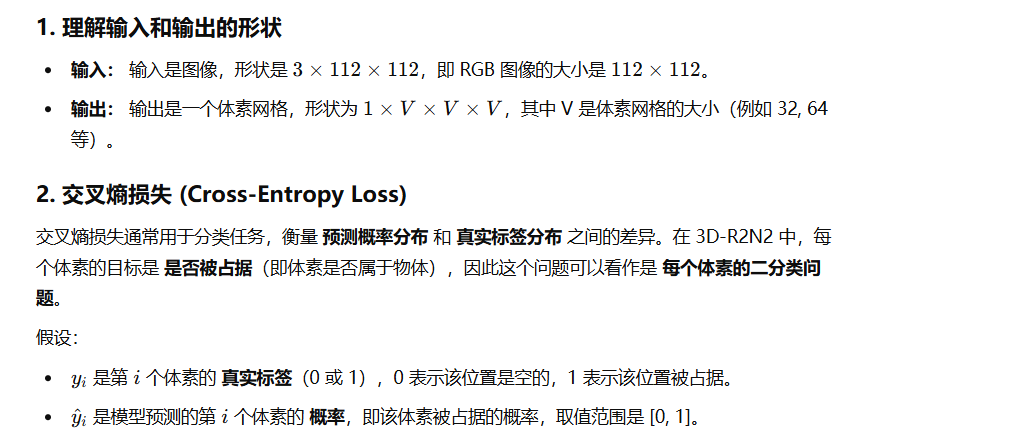 1. 理解输入和输出的形状
• 输入： 输入是图像，形状是 3 × 112 × 112，即 RGB 图像的大小是 112 × 112。
• 输出： 输出是一个体素网格，形状为 1 × V × V × V，其中 V 是体素网格的大小（例如 32, 64
等）。
2. 交叉熵损失 (Cross-Entropy Loss)
交叉熵损失通常用于分类任务，衡量 预测概率分布 和 真实标签分布 之间的差异。在 3D-R2N2 中，每
个体素的目标是 是否被占据（即体素是否属于物体），因此这个问题可以看作是 每个体素的二分类问
题。
假设：
• yᵢ 是第 i 个体素的 真实标签（0 或 1），0 表示该位置是空的，1 表示该位置被占据。
• ŷᵢ 是模型预测的第 i 个体素的 概率，即该体素被占据的概率，取值范围是 [0, 1]。